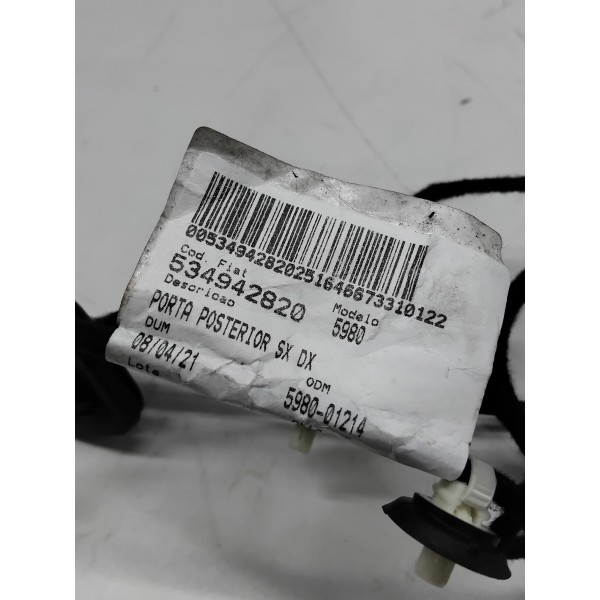 00534942820251646673310122
Cod. Fiat Modelo
534942820 5980
Descricao
PORTA POSTERIOR SX DX
DUM ODM
08/04/21 5980-01214
Lote